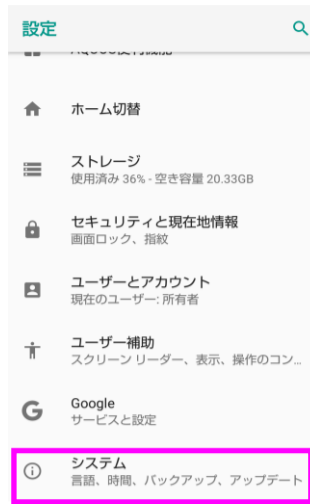 設定
ホーム切替
ストレージ
使用済み 36% - 空き容量 20.33GB
セキュリティと現在地情報
画面ロック、指紋
ユーザーとアカウント
現在のユーザー: 所有者
ユーザー補助
スクリーン リーダー、表示、操作のコン...
Google
サービスと設定
システム
言語、時間、バックアップ、アップデート